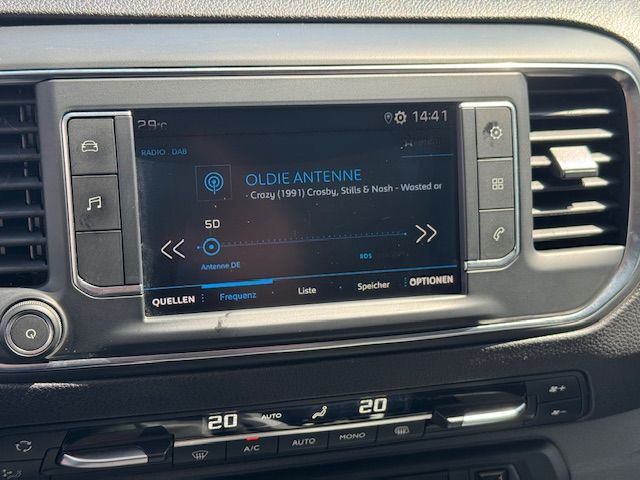 29°C
14:41
RADIO . DAB
OLDIE ANTENNE
· Crazy (1991) Crosby, Stills & Nash - Wasted or
5D
Antenne DE
RDS
QUELLEN
Frequenz
Liste
Speicher
OPTIONEN
20 AUTO 20
A/C
AUTO
MONO